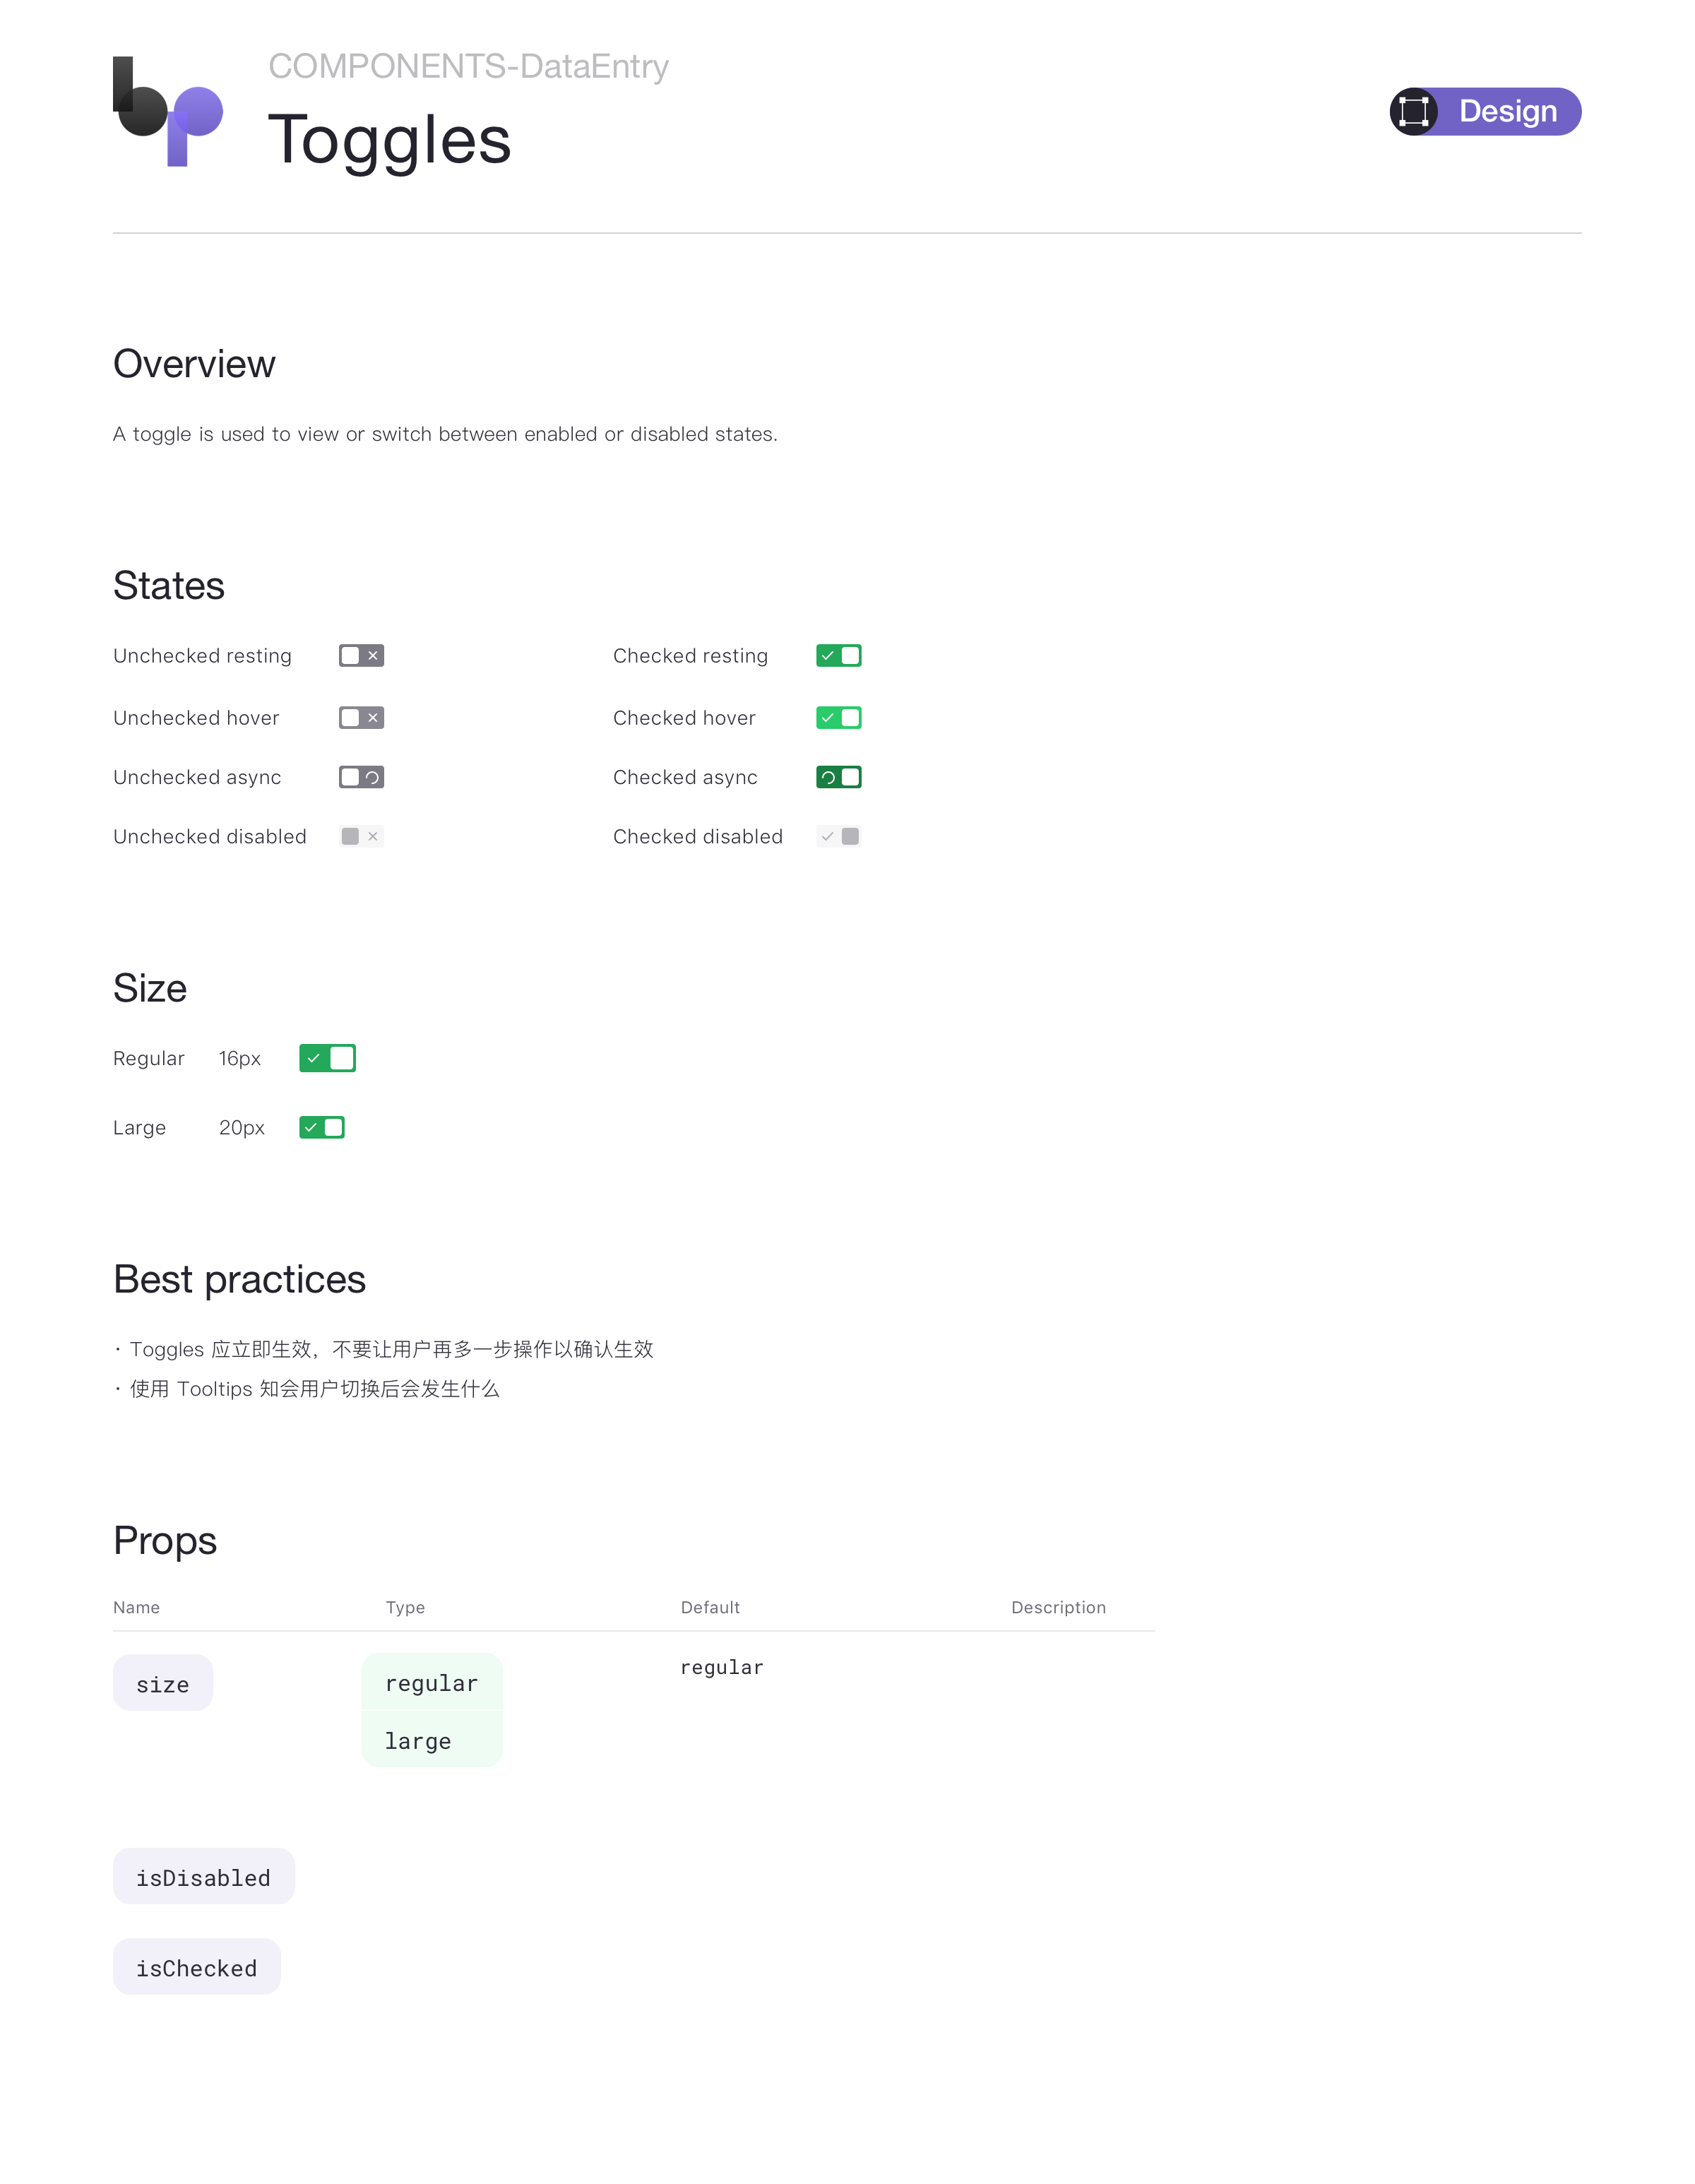 COMPONENTS-DataEntry
Toggles
Design
Overview
A toggle is used to view or switch between enabled or disabled states.
States
Unchecked resting
Checked resting
Unchecked hover
Checked hover
Unchecked async
Checked async
Unchecked disabled
Checked disabled
Size
Regular 16px
Large 20px
Best practices
· Toggles 应立即生效，不要让用户再多一步操作以确认生效
· 使用 Tooltips 知会用户切换后会发生什么
Props
Name Type Default Description
size regular regular
large
isDisabled
isChecked